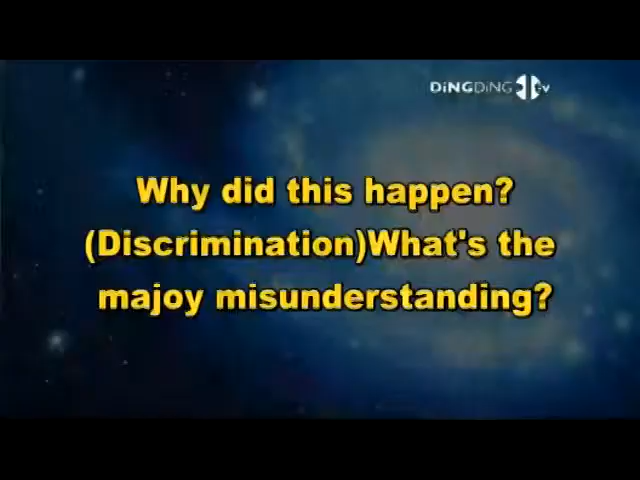 DiNGDiNG tv
Why did this happen?
(Discrimination)What's the
majoy misunderstanding?